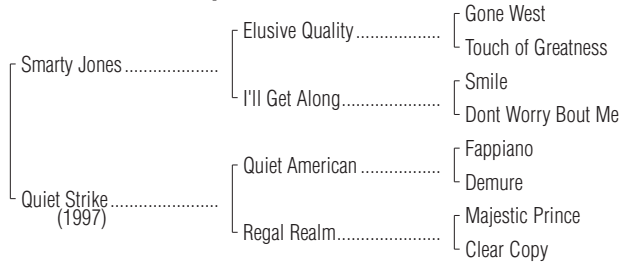 Gone West
Elusive Quality..................
Touch of Greatness
Smarty Jones....................
Smile
I'll Get Along.....................
Dont Worry Bout Me
Fappiano
Quiet American .................
Demure
Quiet Strike.......................
(1997)
Majestic Prince
Regal Realm......................
Clear Copy